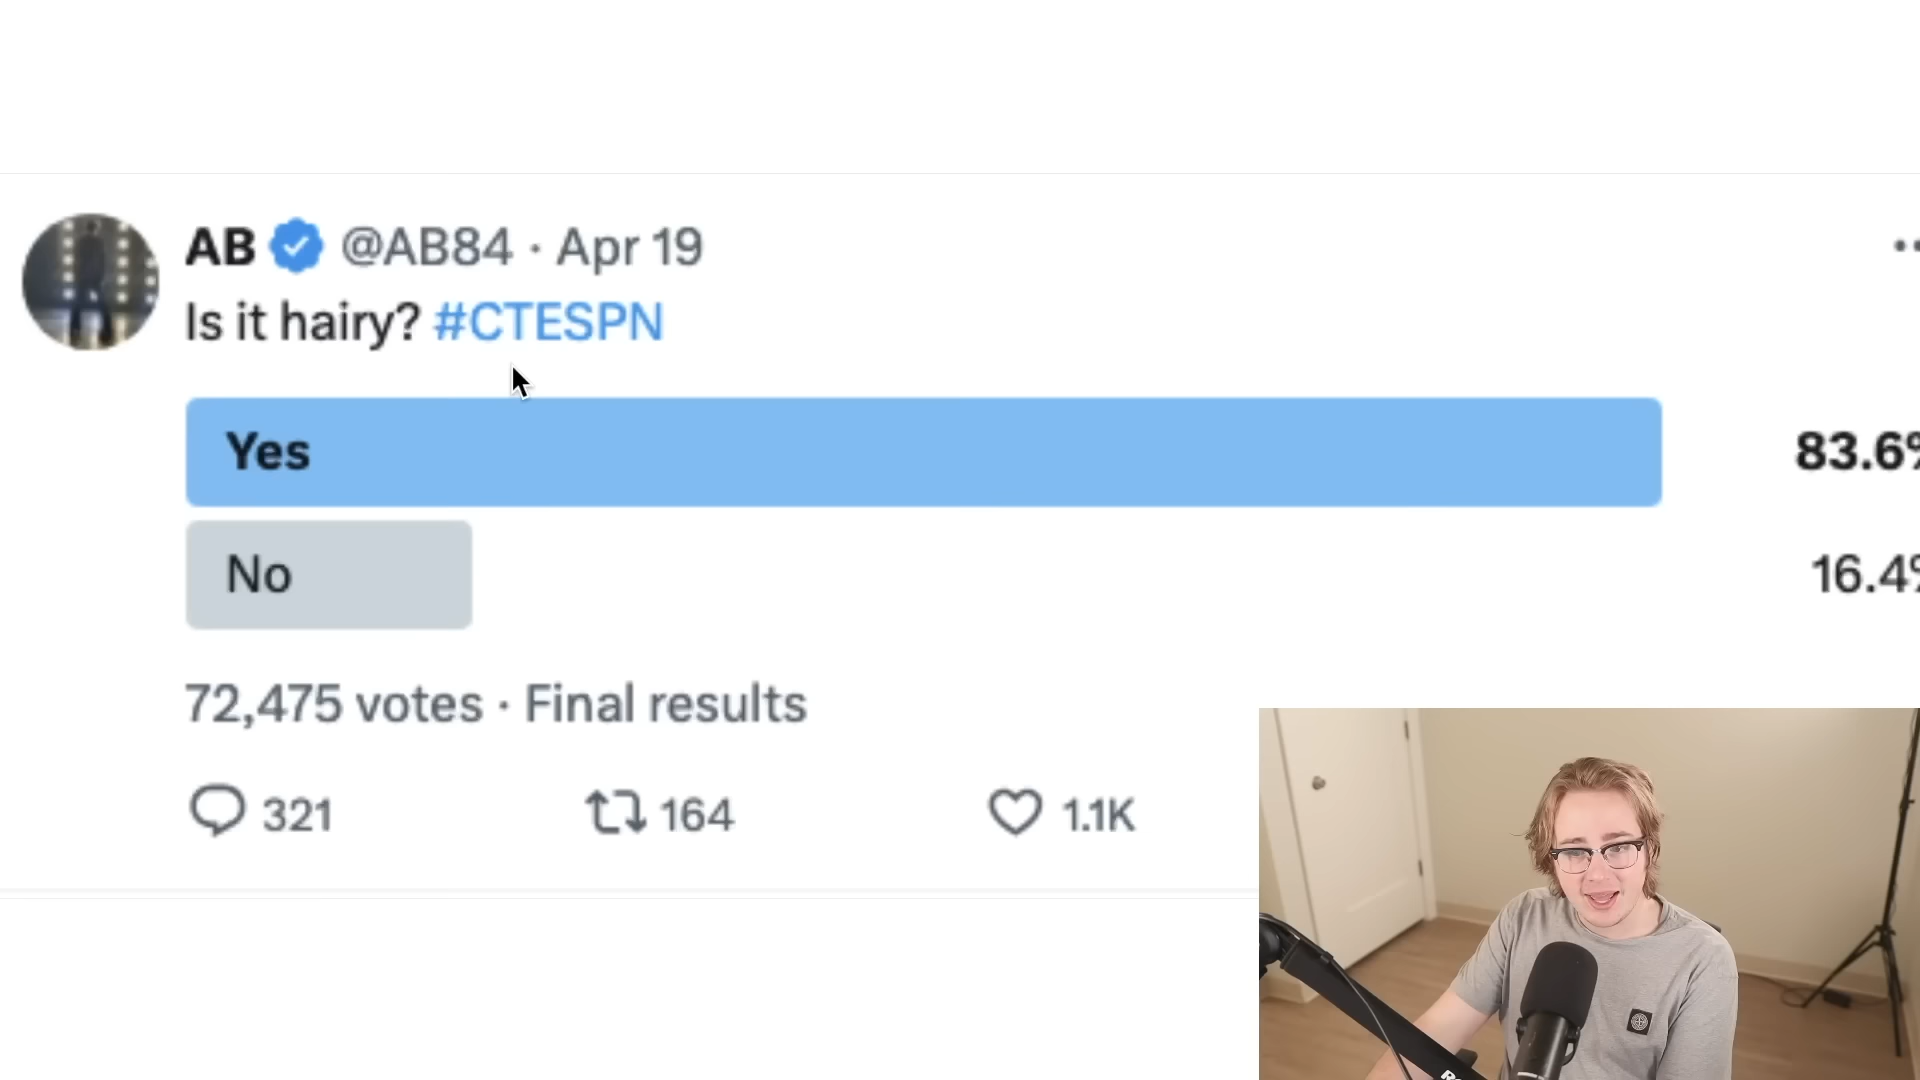 AB @AB84 · Apr 19
Is it hairy? #CTESPN
Yes 83.6%
No 16.4%
72,475 votes · Final results
321 164 1.1K